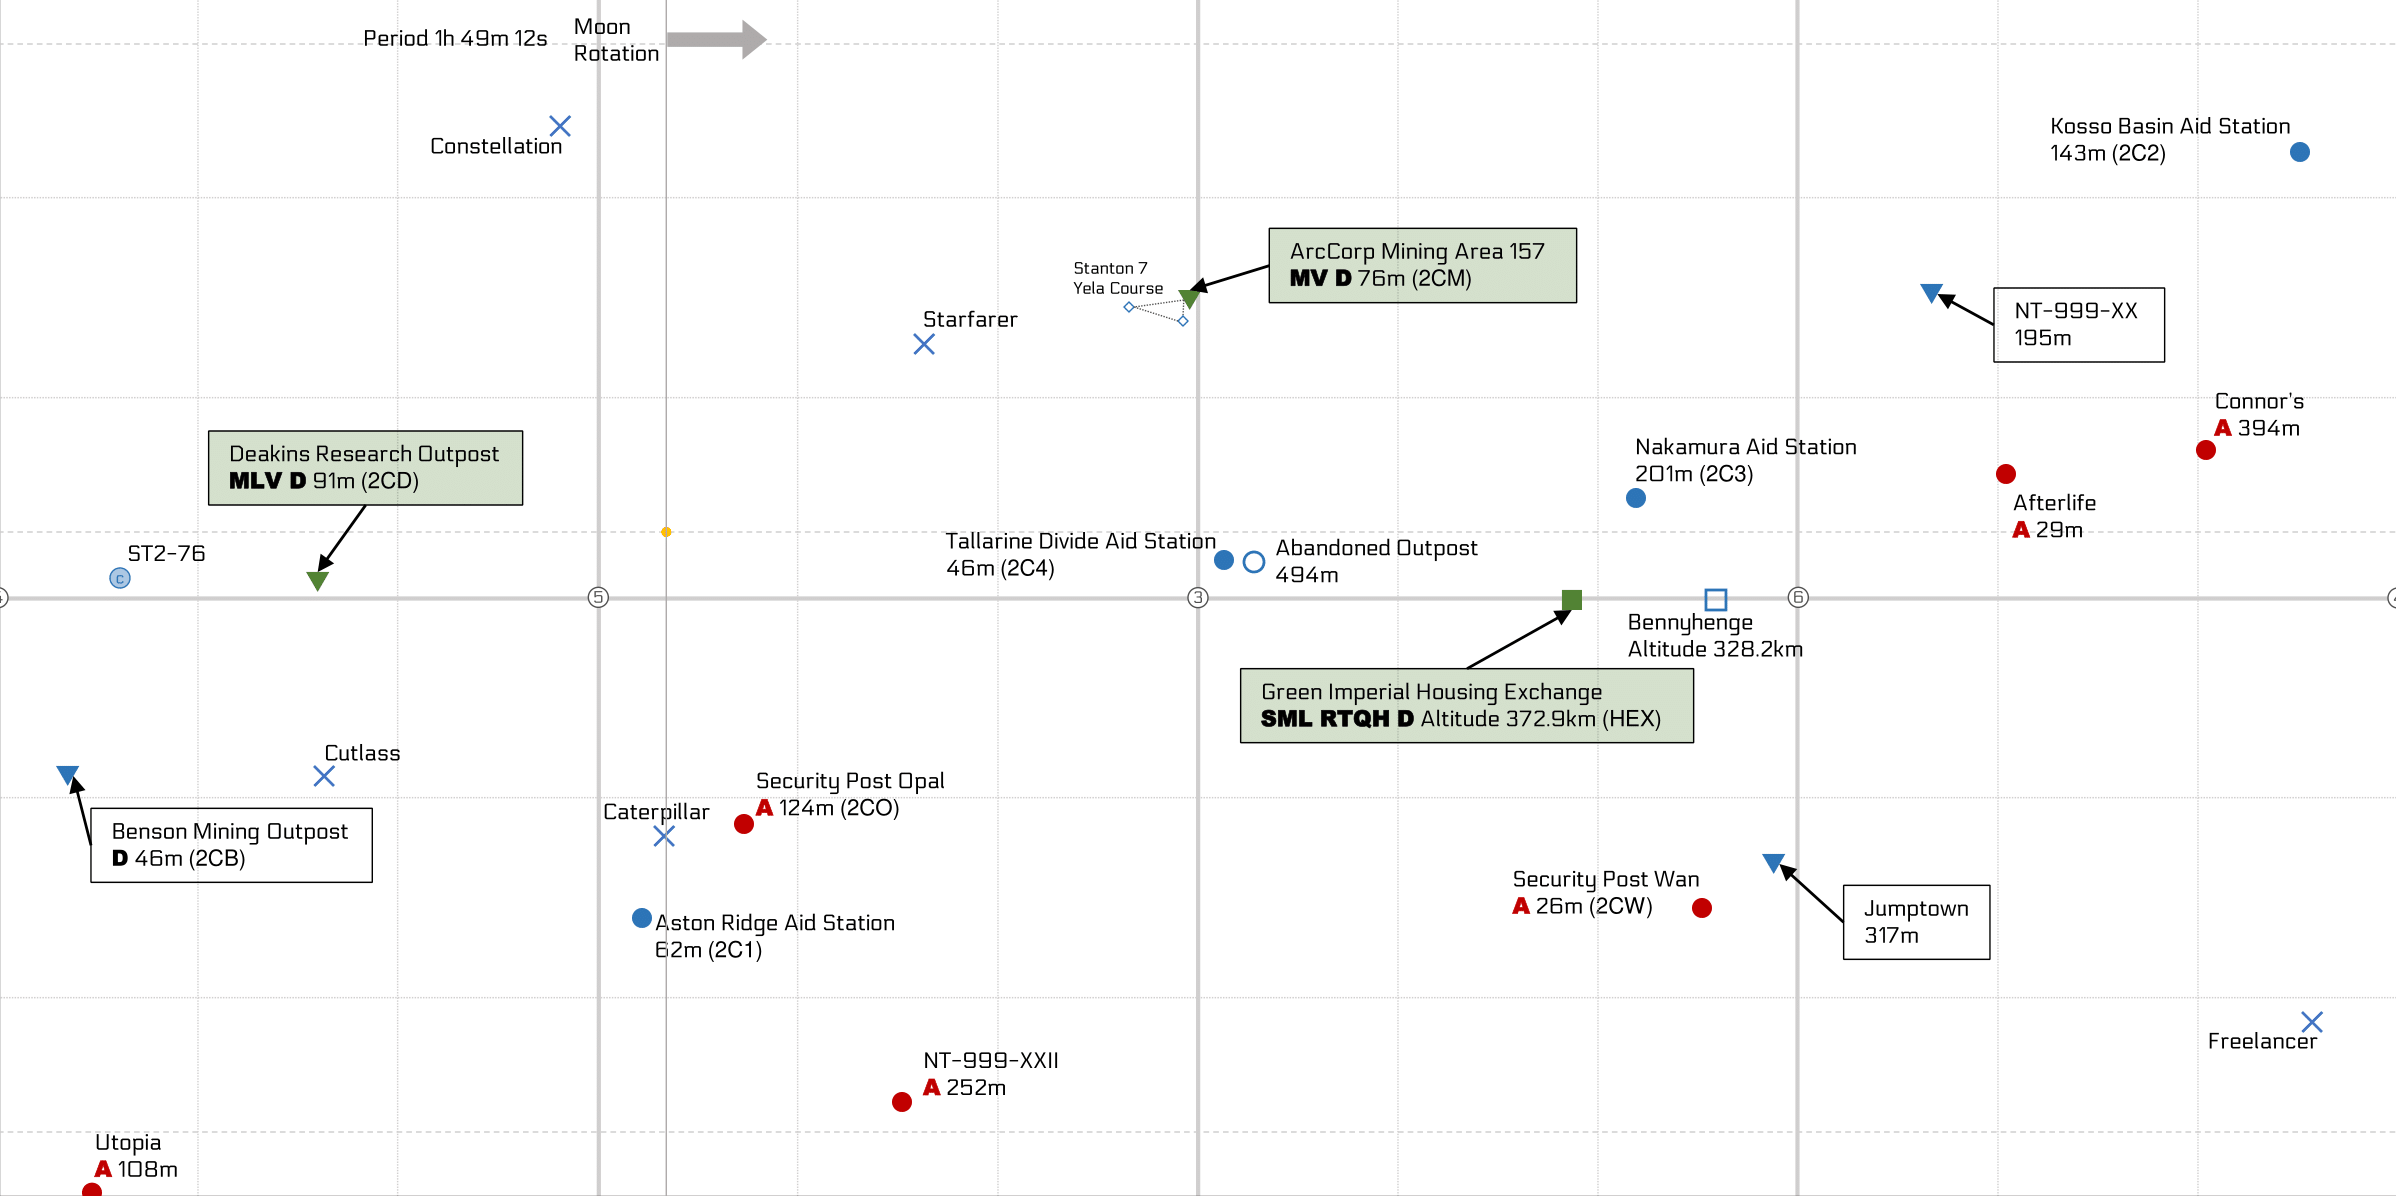 Period 1h 49m 12s
Moon
Rotation
Constellation
Kosso Basin Aid Station
143m (2C2)
Stanton 7
Yela Course
ArcCorp Mining Area 157
MV D 76m (2CM)
NT-999-XX
195m
Starfarer
Connor's
A 394m
Deakins Research Outpost
MLV D 91m (2CD)
Nakamura Aid Station
201m (2C3)
Afterlife
A 29m
ST2-76
C
Tallarine Divide Aid Station
46m (2C4)
Abandoned Outpost
494m
5
3
6
Bennyhenge
Altitude 328.2km
Green Imperial Housing Exchange
SML RTQH D Altitude 372.9km (HEX)
Cutlass
Benson Mining Outpost
D 46m (2CB)
Security Post Opal
A 124m (2CO)
Caterpillar
Aston Ridge Aid Station
62m (2C1)
Security Post Wan
A 26m (2CW)
Jumptown
317m
Freelancer
NT-999-XXII
A 252m
Utopia
A 108m